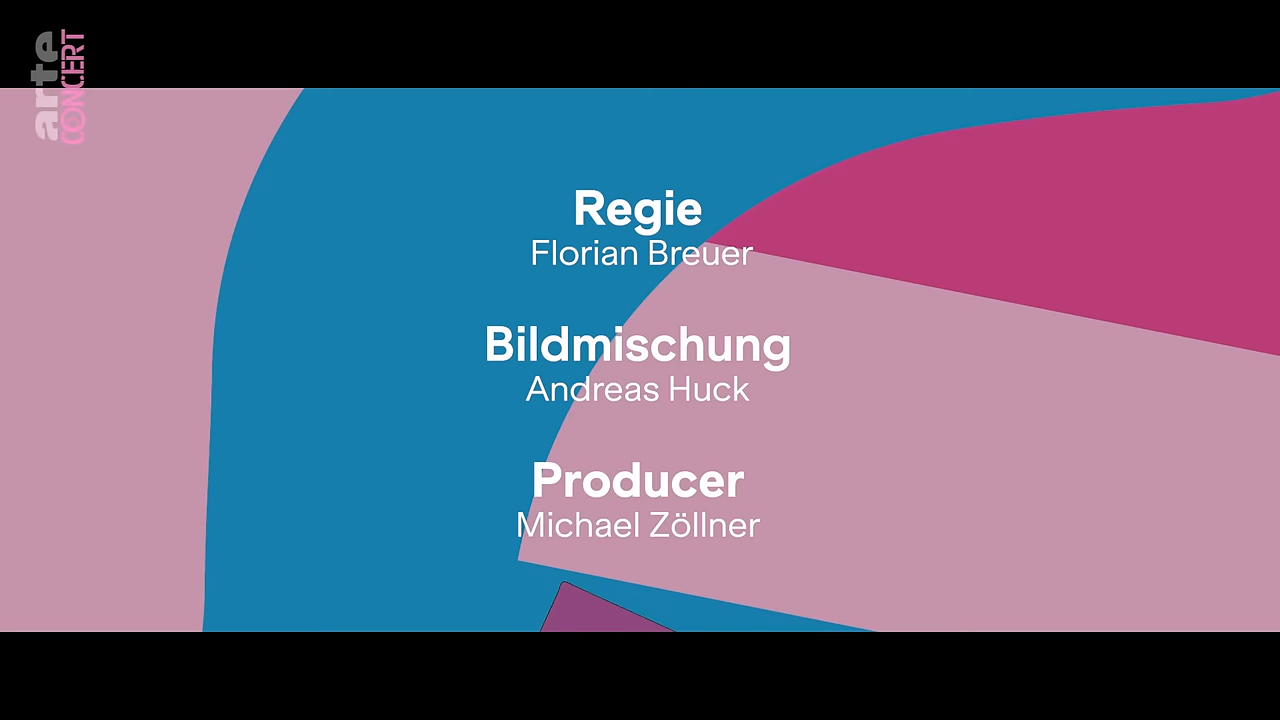 arte
CONCERT
Regie
Florian Breuer
Bildmischung
Andreas Huck
Producer
Michael Zöllner